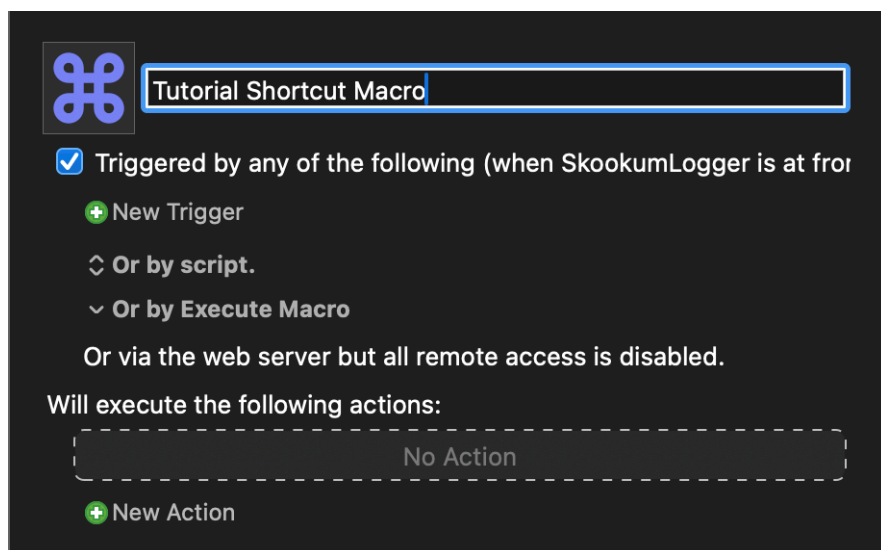 Tutorial Shortcut Macro
Triggered by any of the following (when SkookumLogger is at
New Trigger
Or by script.
Or by Execute Macro
Or via the web server but all remote access is disabled.
Will execute the following actions:
No Action
New Action